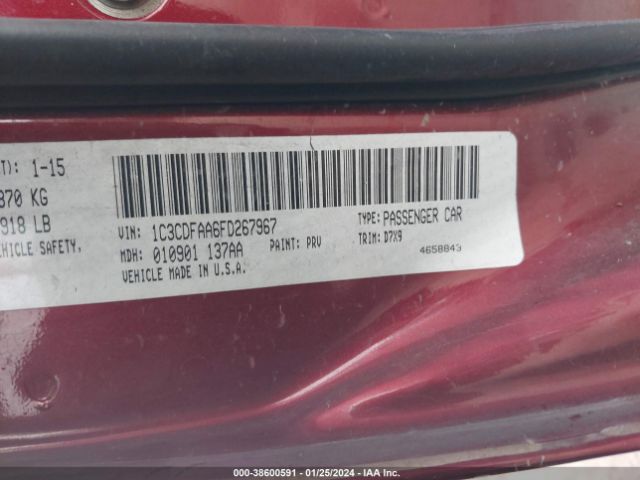 T): 1-15
870 KG
918 LB
EHICLE SAFETY,
VIN: 1C3CDFAA6FD267967
TYPE: PASSENGER CAR
MDH: 010901 137AA
PAINT: PRV
TRIM: D7X9
VEHICLE MADE IN U.S.A.
4658843
000-38600591 - 01/25/2024 - IAA Inc.